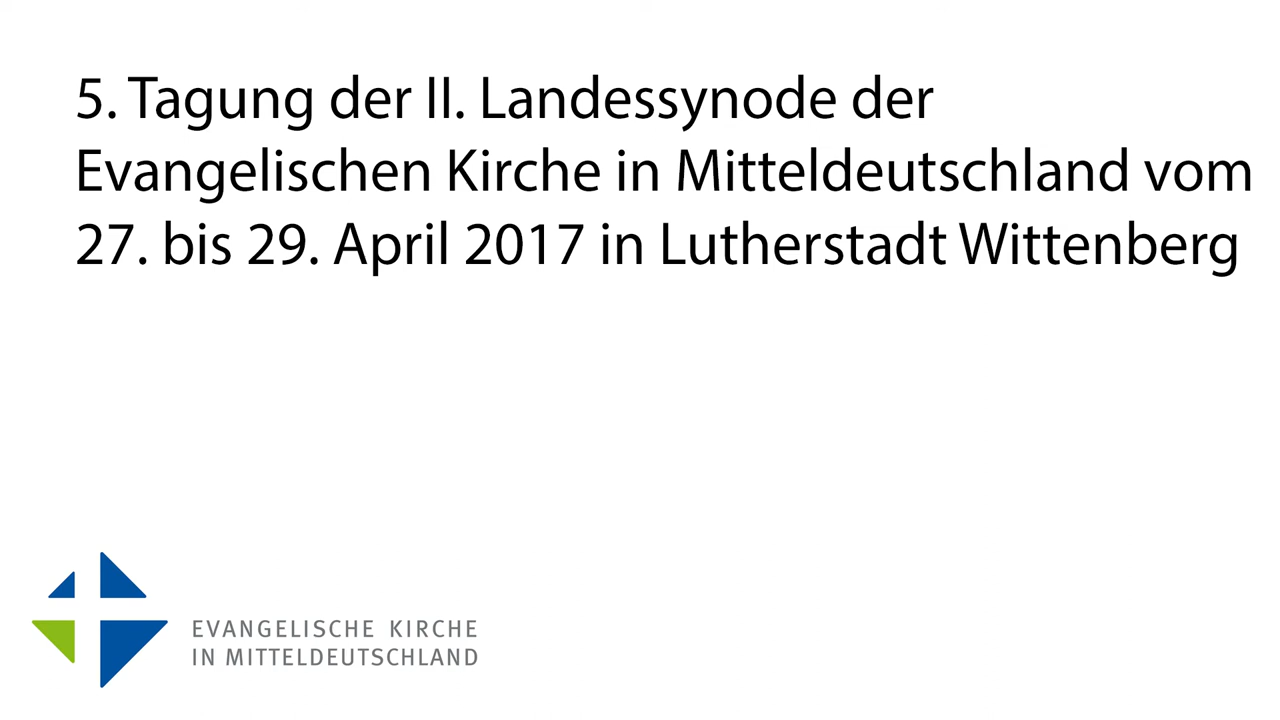 5. Tagung der II. Landessynode der
Evangelischen Kirche in Mitteldeutschland vom
27. bis 29. April 2017 in Lutherstadt Wittenberg
EVANGELISCHE KIRCHE
IN MITTELDEUTSCHLAND